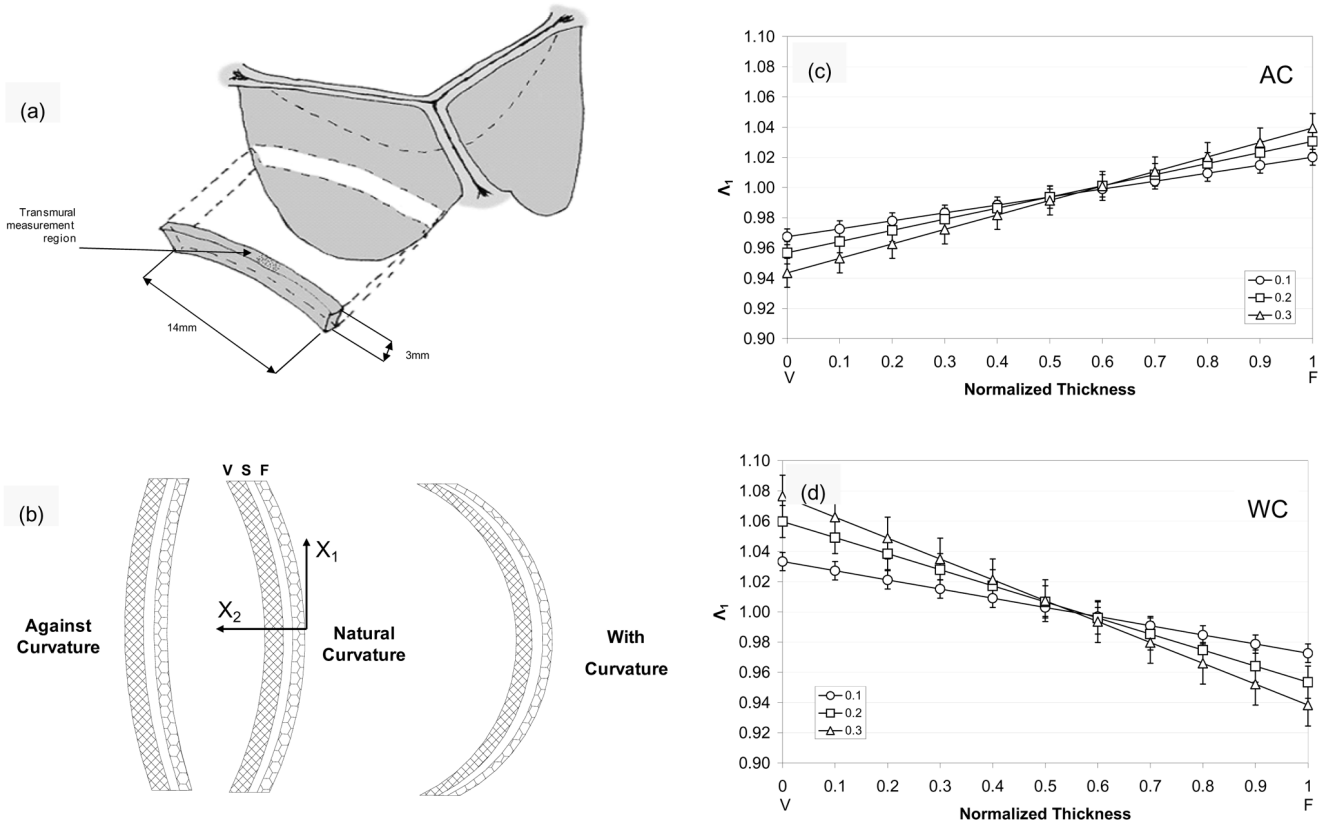 (a)
Transmural
measurement
region
14mm
3mm
(b)
V S F
X1
X2
Against
Curvature
Natural
Curvature
With
Curvature
(c)
AC
1.10
1.08
1.06
1.04
1.02
1.00
0.98
0.96
0.94
0.92
0.90
Λ1
0.1
0.2
0.3
0 0.1 0.2 0.3 0.4 0.5 0.6 0.7 0.8 0.9 1
V F
Normalized Thickness
(d)
WC
1.10
1.08
1.06
1.04
1.02
1.00
0.98
0.96
0.94
0.92
0.90
Λ1
0.1
0.2
0.3
0 0.1 0.2 0.3 0.4 0.5 0.6 0.7 0.8 0.9 1
V F
Normalized Thickness